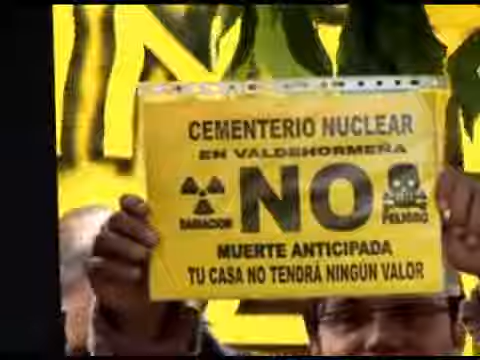 CEMENTERIO NUCLEAR
EN VALDEHORMEÑA
NO
RADIACION
PELIGRO
MUERTE ANTICIPADA
TU CASA NO TENDRÁ NINGÚN VALOR